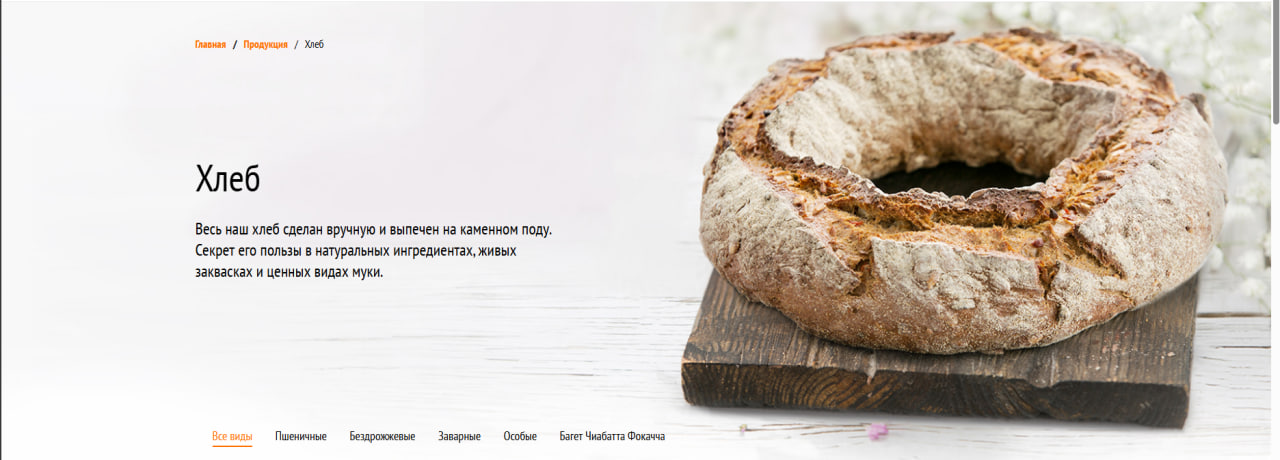 Главная / Продукция / Хлеб
Хлеб
Весь наш хлеб сделан вручную и выпечен на каменном поду.
Секрет его пользы в натуральных ингредиентах, живых
заквасках и ценных видах муки.
Все виды Пшеничные Бездрожжевые Заварные Особые Багет Чиабатта Фокачча